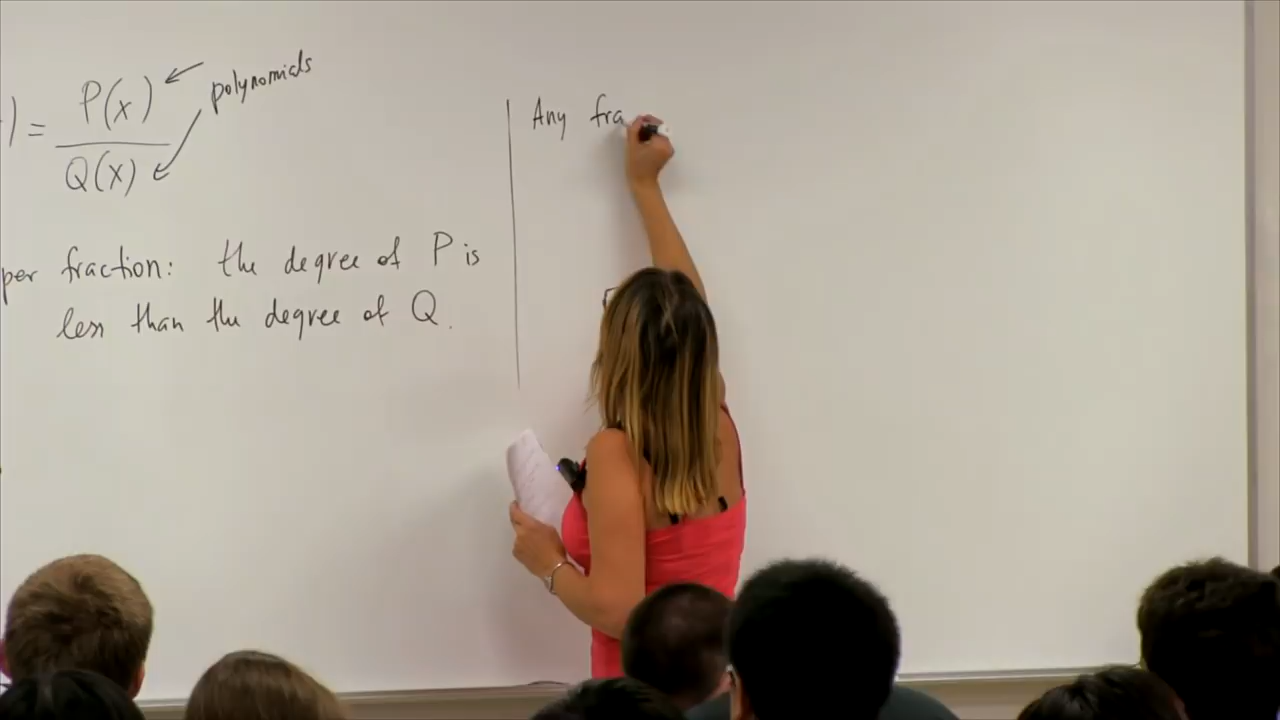 ) = P(x) / Q(x)
polynomials
per fraction: the degree of P is
less than the degree of Q.
Any fra